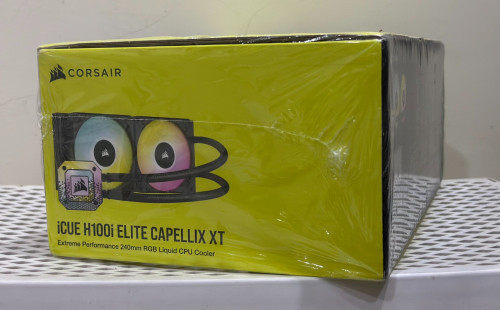 CORSAIR
iCUE H100i ELITE CAPELLIX XT
Extreme Performance 240mm RGB Liquid CPU Cooler